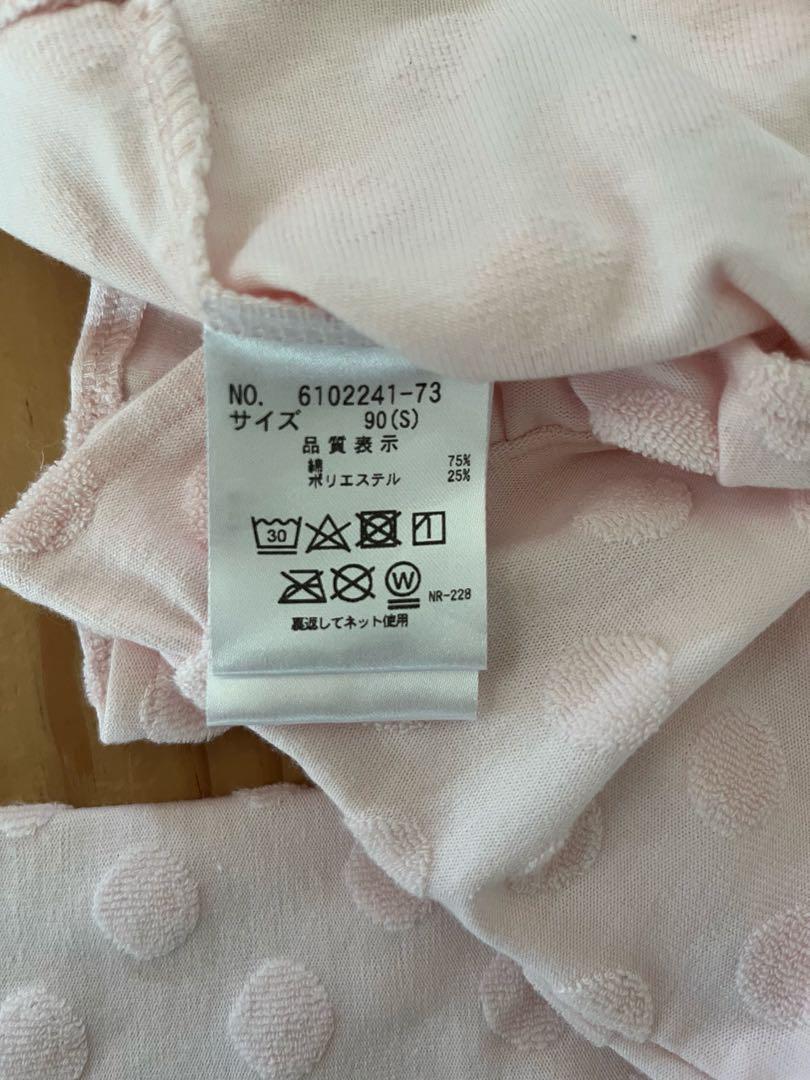 NO. 6102241-73
サイズ 90(S)
品質表示
綿 75%
ポリエステル 25%
30
W NR-228
裏返してネット使用